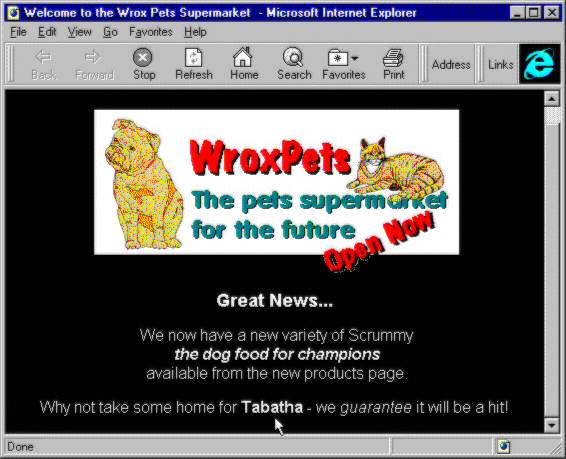 Welcome to the Wrox Pets Supermarket - Microsoft Internet Explorer
File Edit View Go Favorites Help
Back Forward Stop Refresh Home Search Favorites Print Address Links
WroxPets
The pets supermarket
for the future
Open Now
Great News...
We now have a new variety of Scrummy
the dog food for champions
available from the new products page.
Why not take some home for Tabatha - we guarantee it will be a hit!
Done